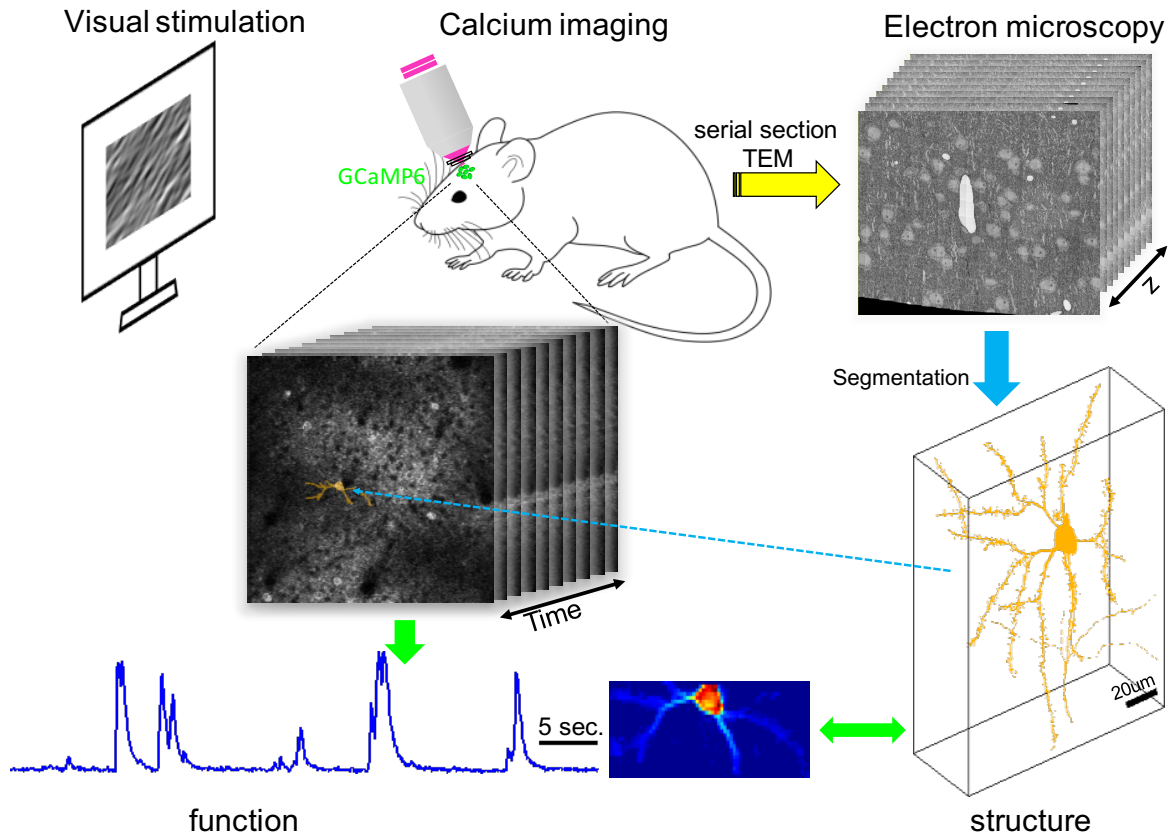 Visual stimulation
Calcium imaging
Electron microscopy
GCaMP6
serial section
TEM
Z
Segmentation
Time
5 sec.
20um
function
structure